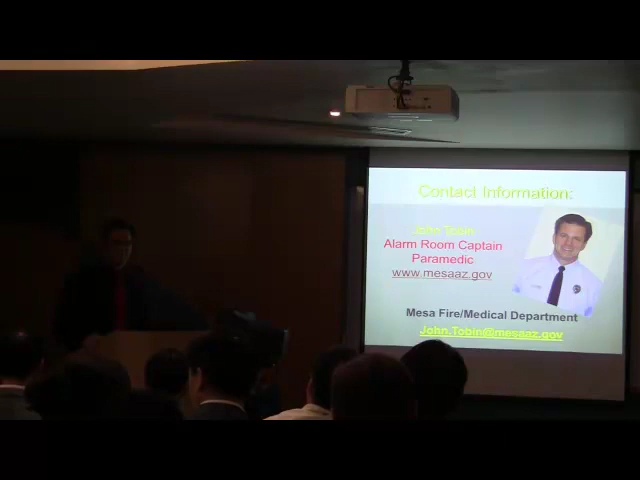 Contact Information:
John Tobin
Alarm Room Captain
Paramedic
www.mesaaz.gov
Mesa Fire/Medical Department
John.Tobin@mesaaz.gov